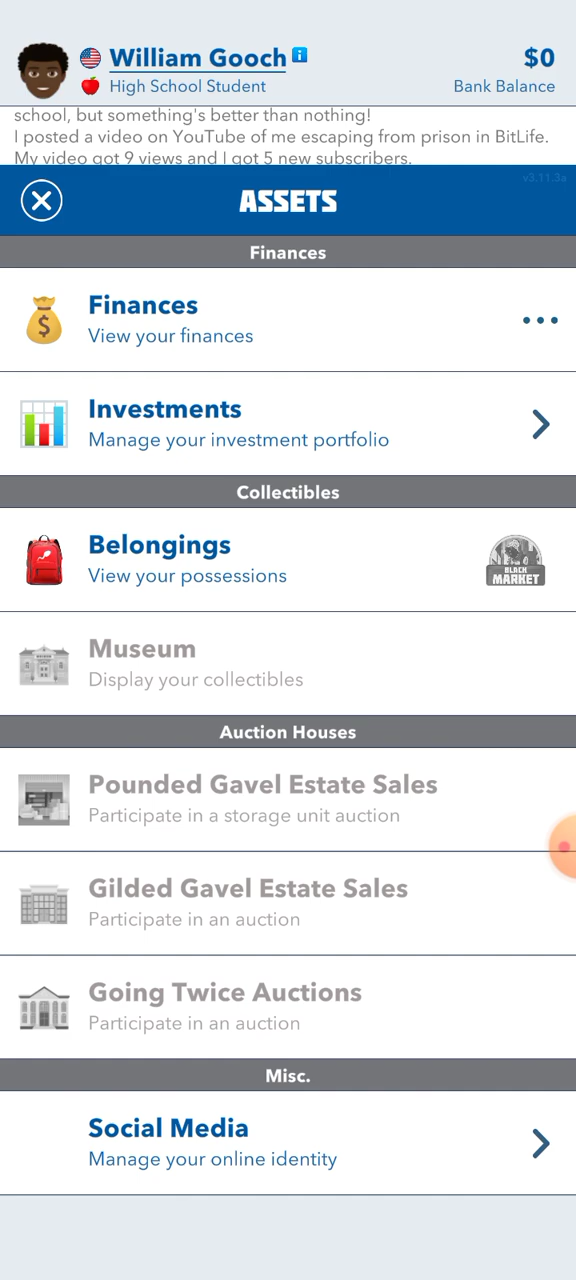 William Gooch
$0
High School Student
Bank Balance
school, but something's better than nothing!
I posted a video on YouTube of me escaping from prison in BitLife.
My video got 9 views and I got 5 new subscribers.
v3.11.3a
ASSETS
Finances
Finances
View your finances
Investments
Manage your investment portfolio
Collectibles
Belongings
View your possessions
BLACK
MARKET
Museum
Display your collectibles
Auction Houses
Pounded Gavel Estate Sales
Participate in a storage unit auction
Gilded Gavel Estate Sales
Participate in an auction
Going Twice Auctions
Participate in an auction
Misc.
Social Media
Manage your online identity